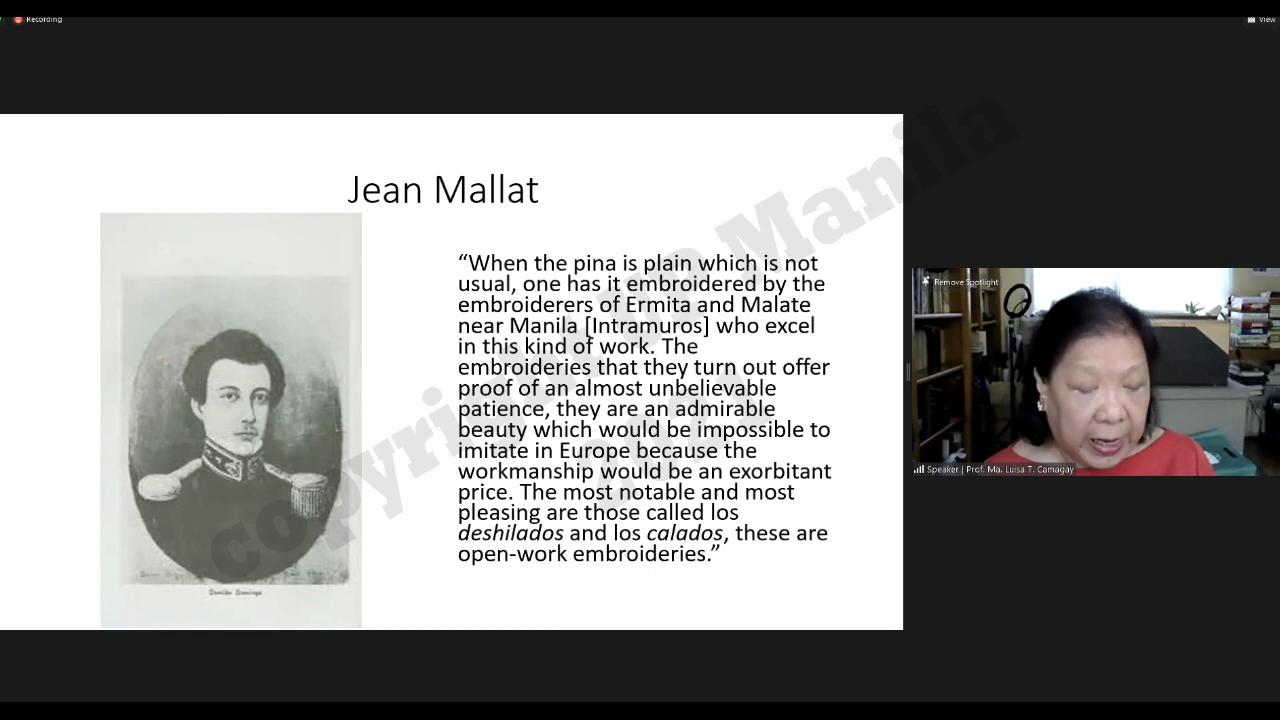 Recording
View
Jean Mallat
“When the pina is plain which is not
usual, one has it embroidered by the
embroiderers of Ermita and Malate
near Manila [Intramuros] who excel
in this kind of work. The
embroideries that they turn out offer
proof of an almost unbelievable
patience, they are an admirable
beauty which would be impossible to
imitate in Europe because the
workmanship would be an exorbitant
price. The most notable and most
pleasing are those called los
deshilados and los calados, these are
open-work embroideries.”
Damián Domingo
copyright UP Manila
Remove Spotlight
Speaker | Prof. Ma. Luisa T. Camagay